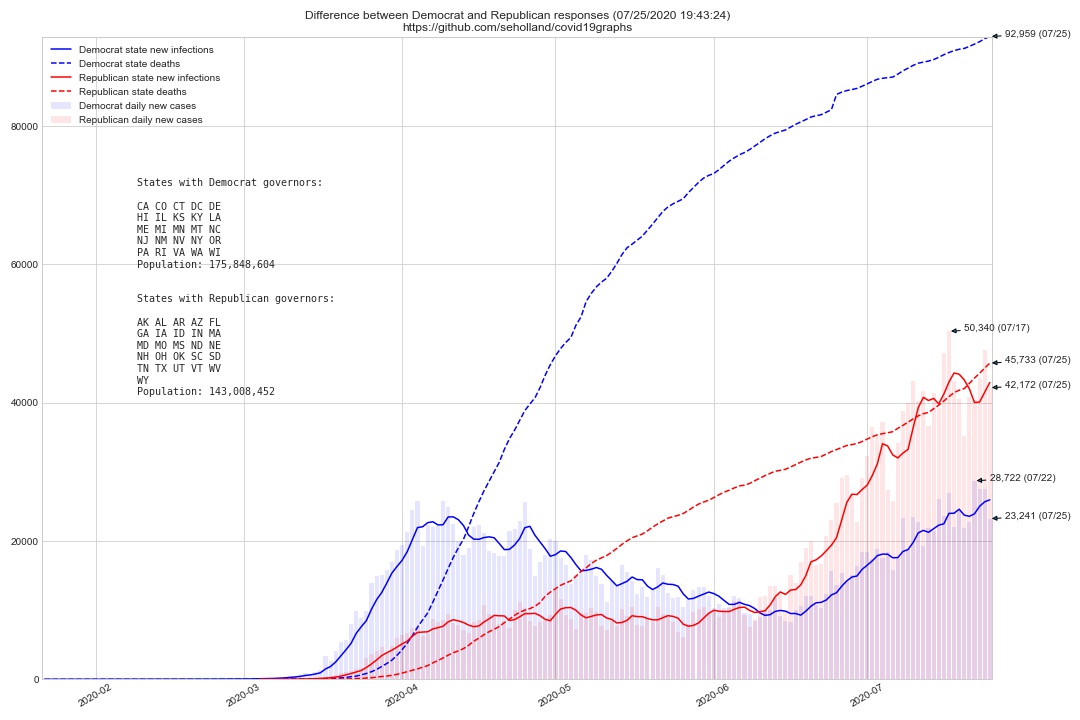 Difference between Democrat and Republican responses (07/25/2020 19:43:24)
https://github.com/seholland/covid19graphs
92,959 (07/25)
Democrat state new infections
Democrat state deaths
Republican state new infections
Republican state deaths
Democrat daily new cases
Republican daily new cases
80000
States with Democrat governors:
CA CO CT DC DE
HI IL KS KY LA
ME MI MN MT NC
NJ NM NV NY OR
PA RI VA WA WI
Population: 175,848,604
60000
States with Republican governors:
AK AL AR AZ FL
GA IA ID IN MA
MD MO MS ND NE
NH OH OK SC SD
TN TX UT VT WV
WY
Population: 143,008,452
50,340 (07/17)
45,733 (07/25)
42,172 (07/25)
40000
28,722 (07/22)
23,241 (07/25)
20000
0
2020-02
2020-03
2020-04
2020-05
2020-06
2020-07